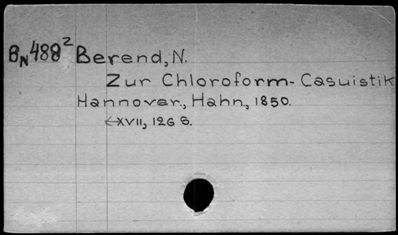 BN488² Berend, N.
Zur Chloroform-Casuistik
Hannover, Hahn, 1850.
XVII, 126 S.